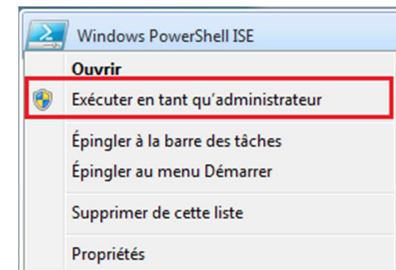 Windows PowerShell ISE
Ouvrir
Exécuter en tant qu'administrateur
Épingler à la barre des tâches
Épingler au menu Démarrer
Supprimer de cette liste
Propriétés